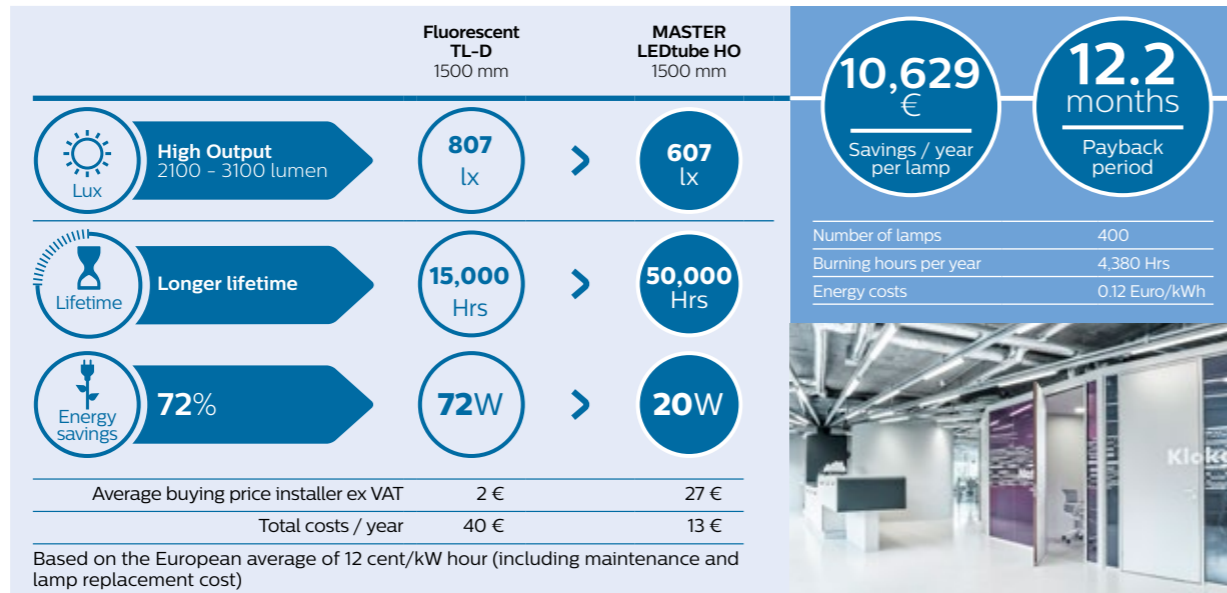 Fluorescent
TL-D
1500 mm
MASTER
LEDtube HO
1500 mm
Lux
High Output
2100 - 3100 lumen
807
lx
>
607
lx
Lifetime
Longer lifetime
15,000
Hrs
>
50,000
Hrs
Energy
savings
72%
72W
>
20W
Average buying price installer ex VAT 2 € 27 €
Total costs / year 40 € 13 €
Based on the European average of 12 cent/kW hour (including maintenance and
lamp replacement cost)
10,629
€
Savings / year
per lamp
12.2
months
Payback
period
Number of lamps 400
Burning hours per year 4,380 Hrs
Energy costs 0.12 Euro/kWh